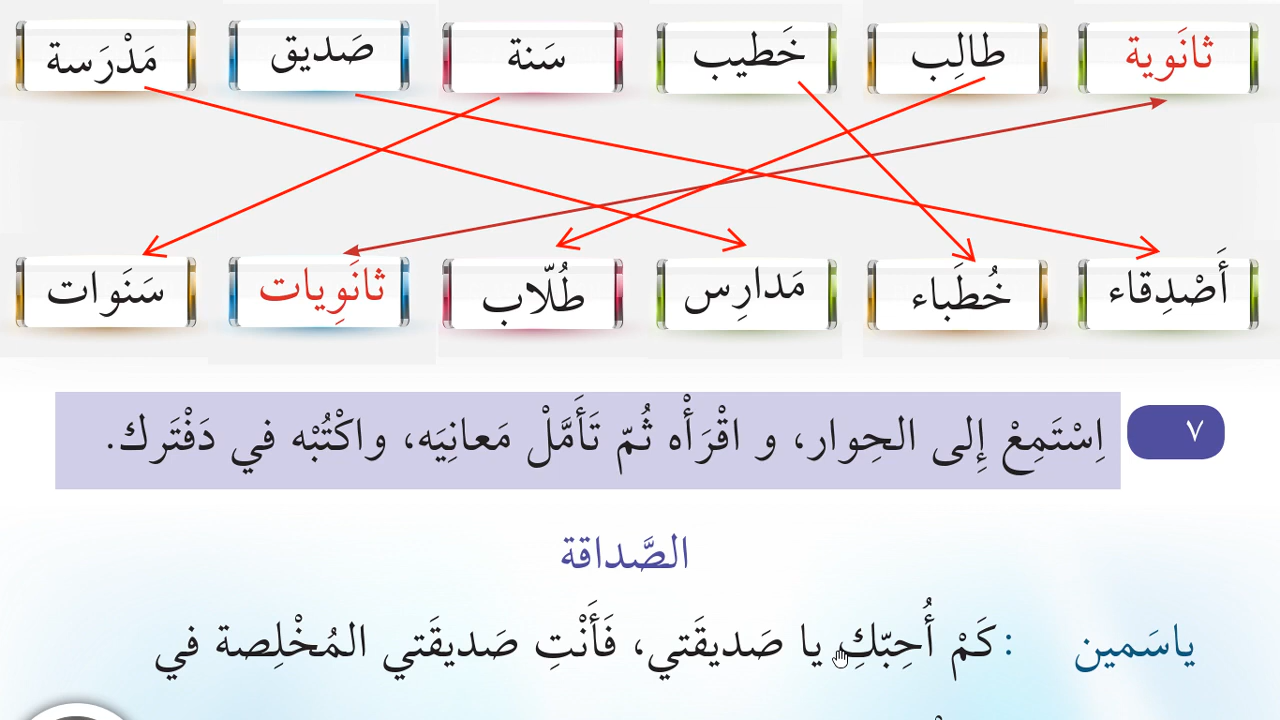 ثانَوية طالِب خَطيب سَنة صَديق مَدْرَسة
أَصْدِقاء خُطَباء مَدارِس طُلّاب ثانَوِيات سَنَوات
٧ اِسْتَمِعْ إِلى الحِوار، و اقْرَأْه ثُمّ تَأَمَّلْ مَعانِيَه، واكْتُبْه في دَفْتَرك.
الصَّداقة
ياسَمين : كَمْ أُحِبّكِ يا صَديقَتي، فَأَنْتِ صَديقَتي المُخْلِصة في